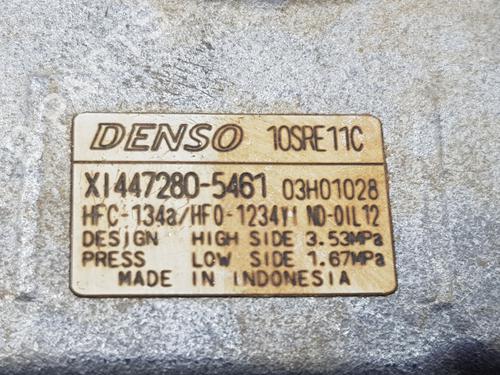 DENSO 10SRE11C
XI447280-5461 03H01028
HFC-134a/HFO-1234Yf ND-OIL12
DESIGN HIGH SIDE 3.53MPa
PRESS LOW SIDE 1.67MPa
MADE IN INDONESIA